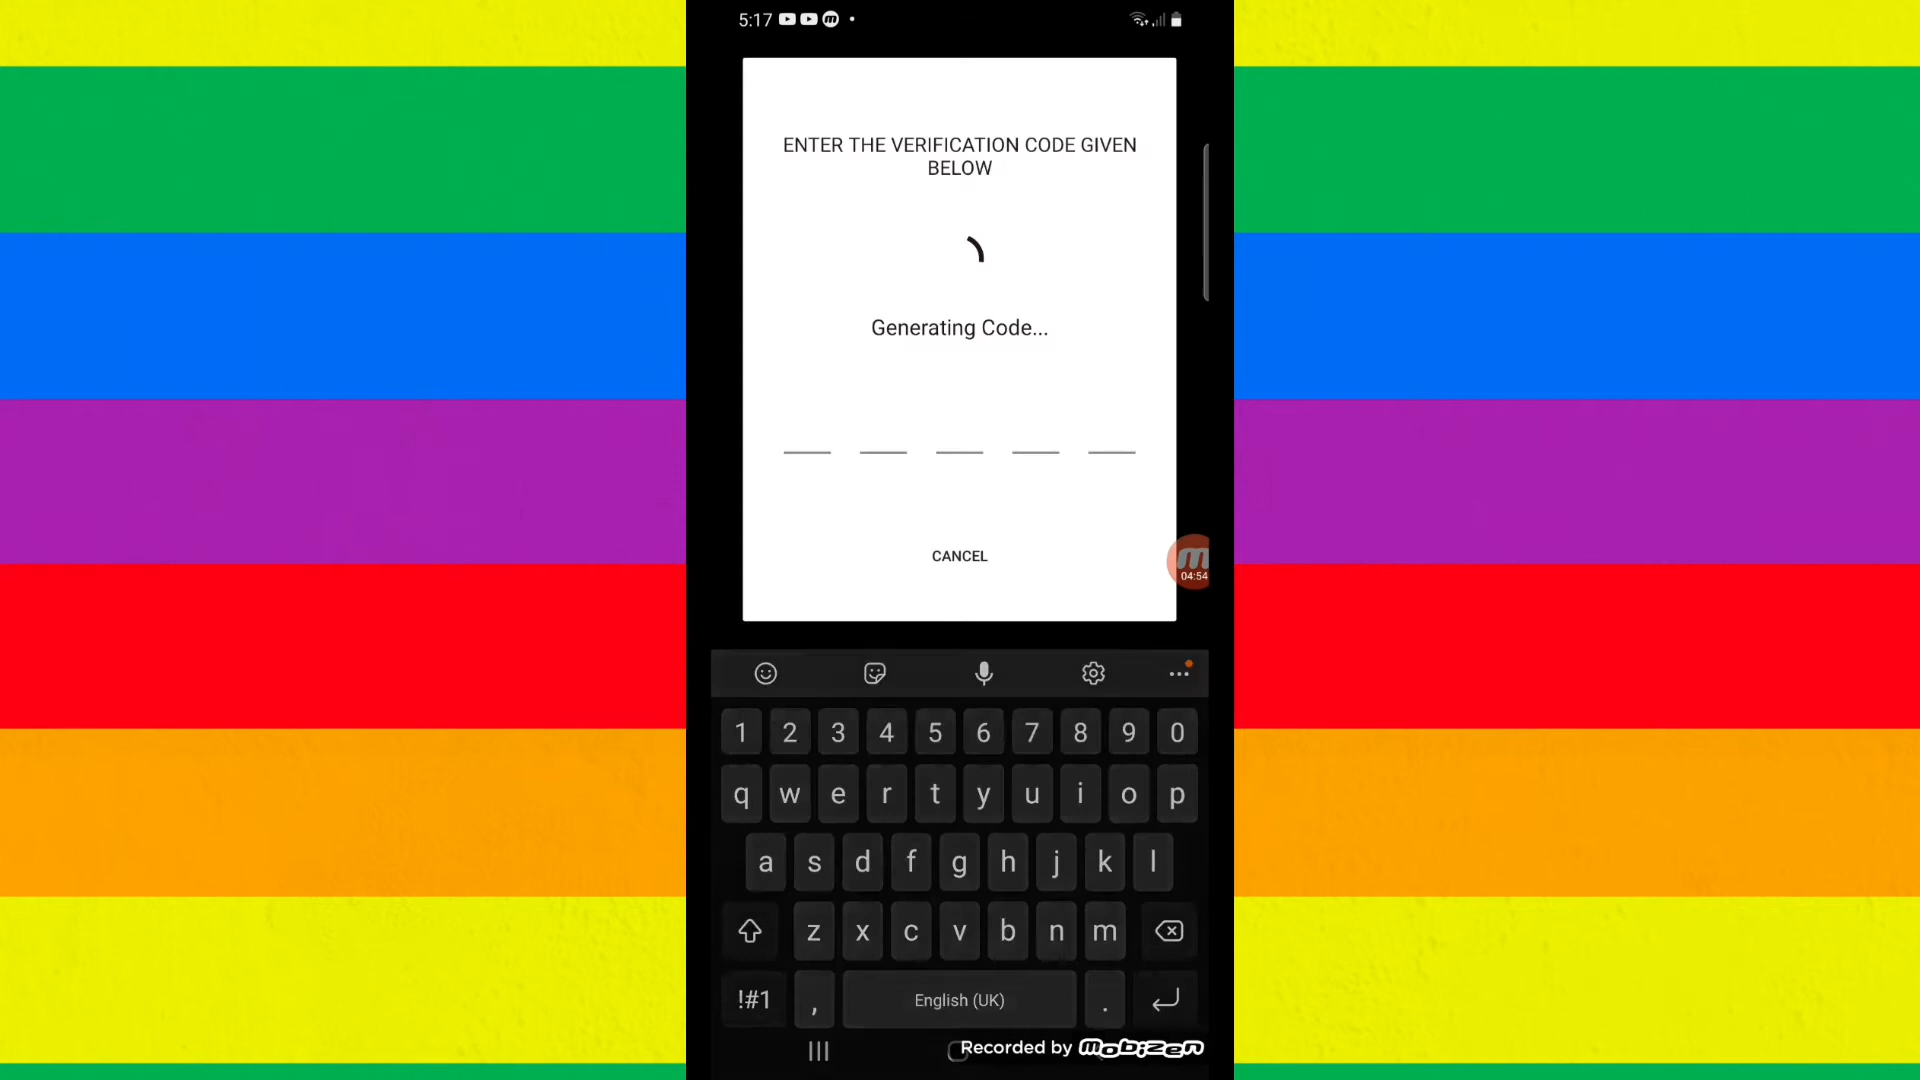 5:17
ENTER THE VERIFICATION CODE GIVEN
BELOW
Generating Code...
CANCEL
04:54
1 2 3 4 5 6 7 8 9 0
q w e r t y u i o p
a s d f g h j k l
z x c v b n m
!#1 , English (UK) .
Recorded by mobizen